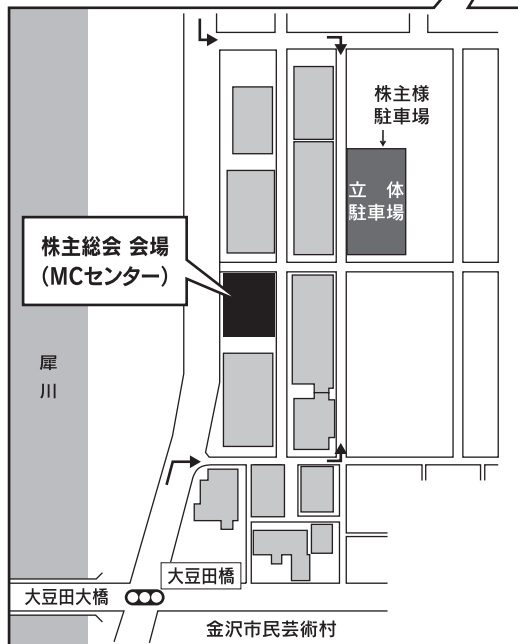 株主様
駐車場
立 体
駐車場
株主総会 会場
（MCセンター）
犀
川
大豆田橋
大豆田大橋
金沢市民芸術村